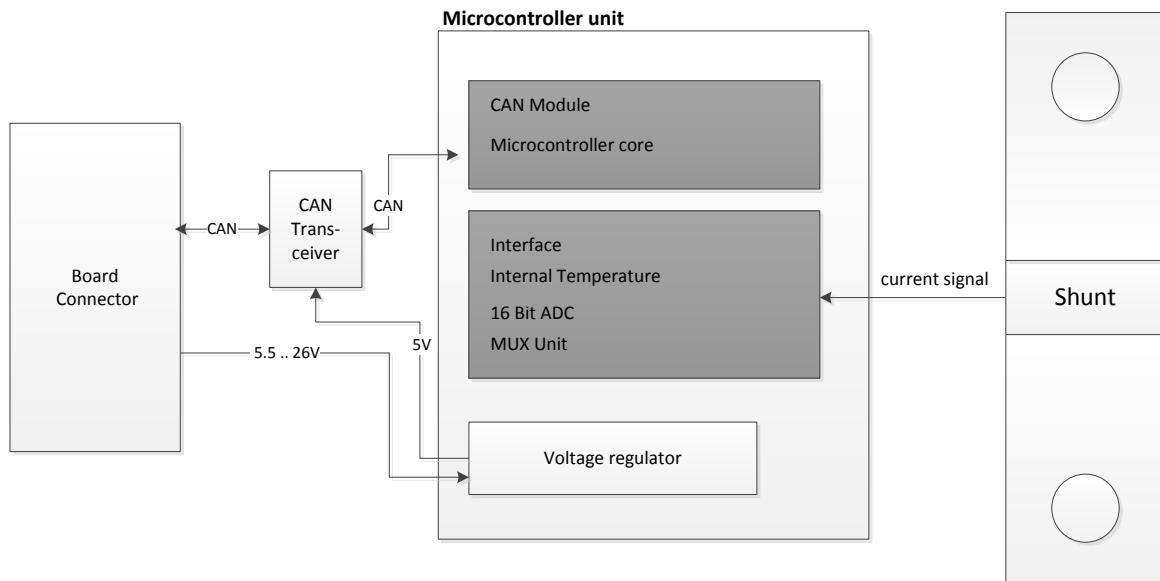 Microcontroller unit
CAN Module
Microcontroller core
Board
Connector
CAN
CAN
Trans-
ceiver
CAN
Interface
Internal Temperature
16 Bit ADC
MUX Unit
current signal
Shunt
5.5 .. 26V
5V
Voltage regulator